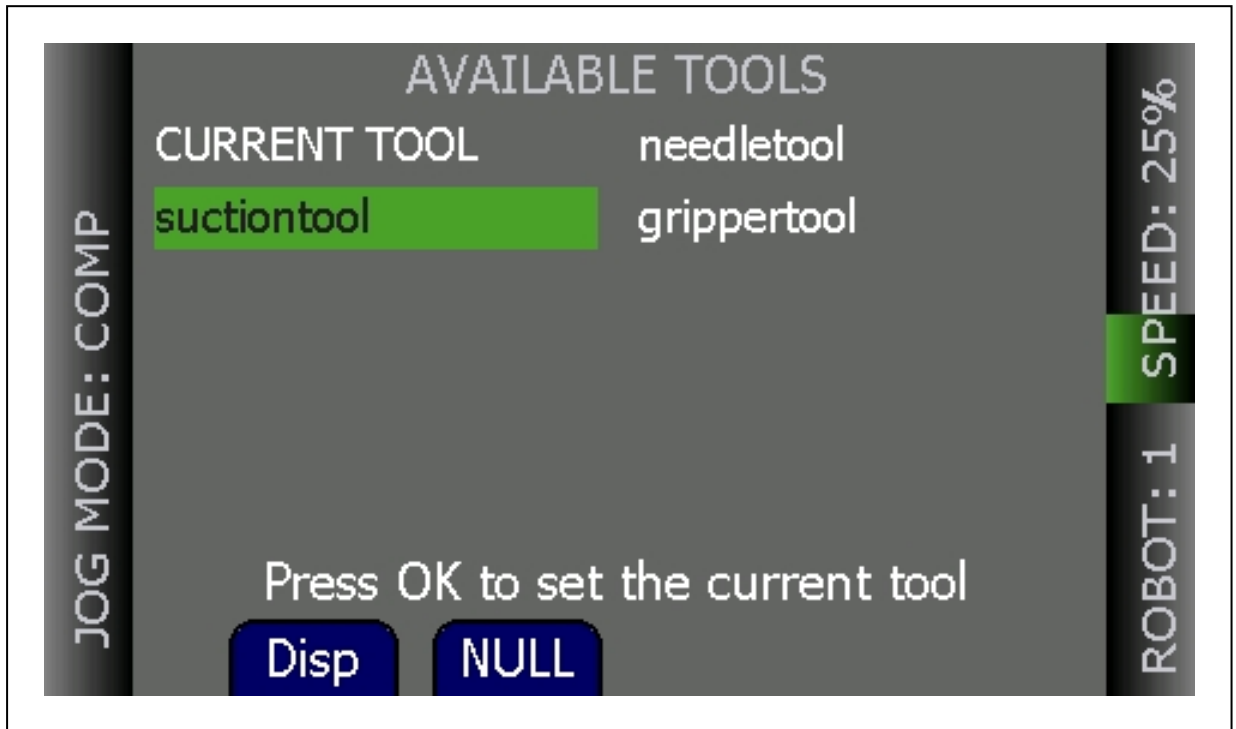 AVAILABLE TOOLS
CURRENT TOOL needletool
suctiontool grippertool
Press OK to set the current tool
Disp NULL
JOG MODE: COMP
SPEED: 25%
ROBOT: 1